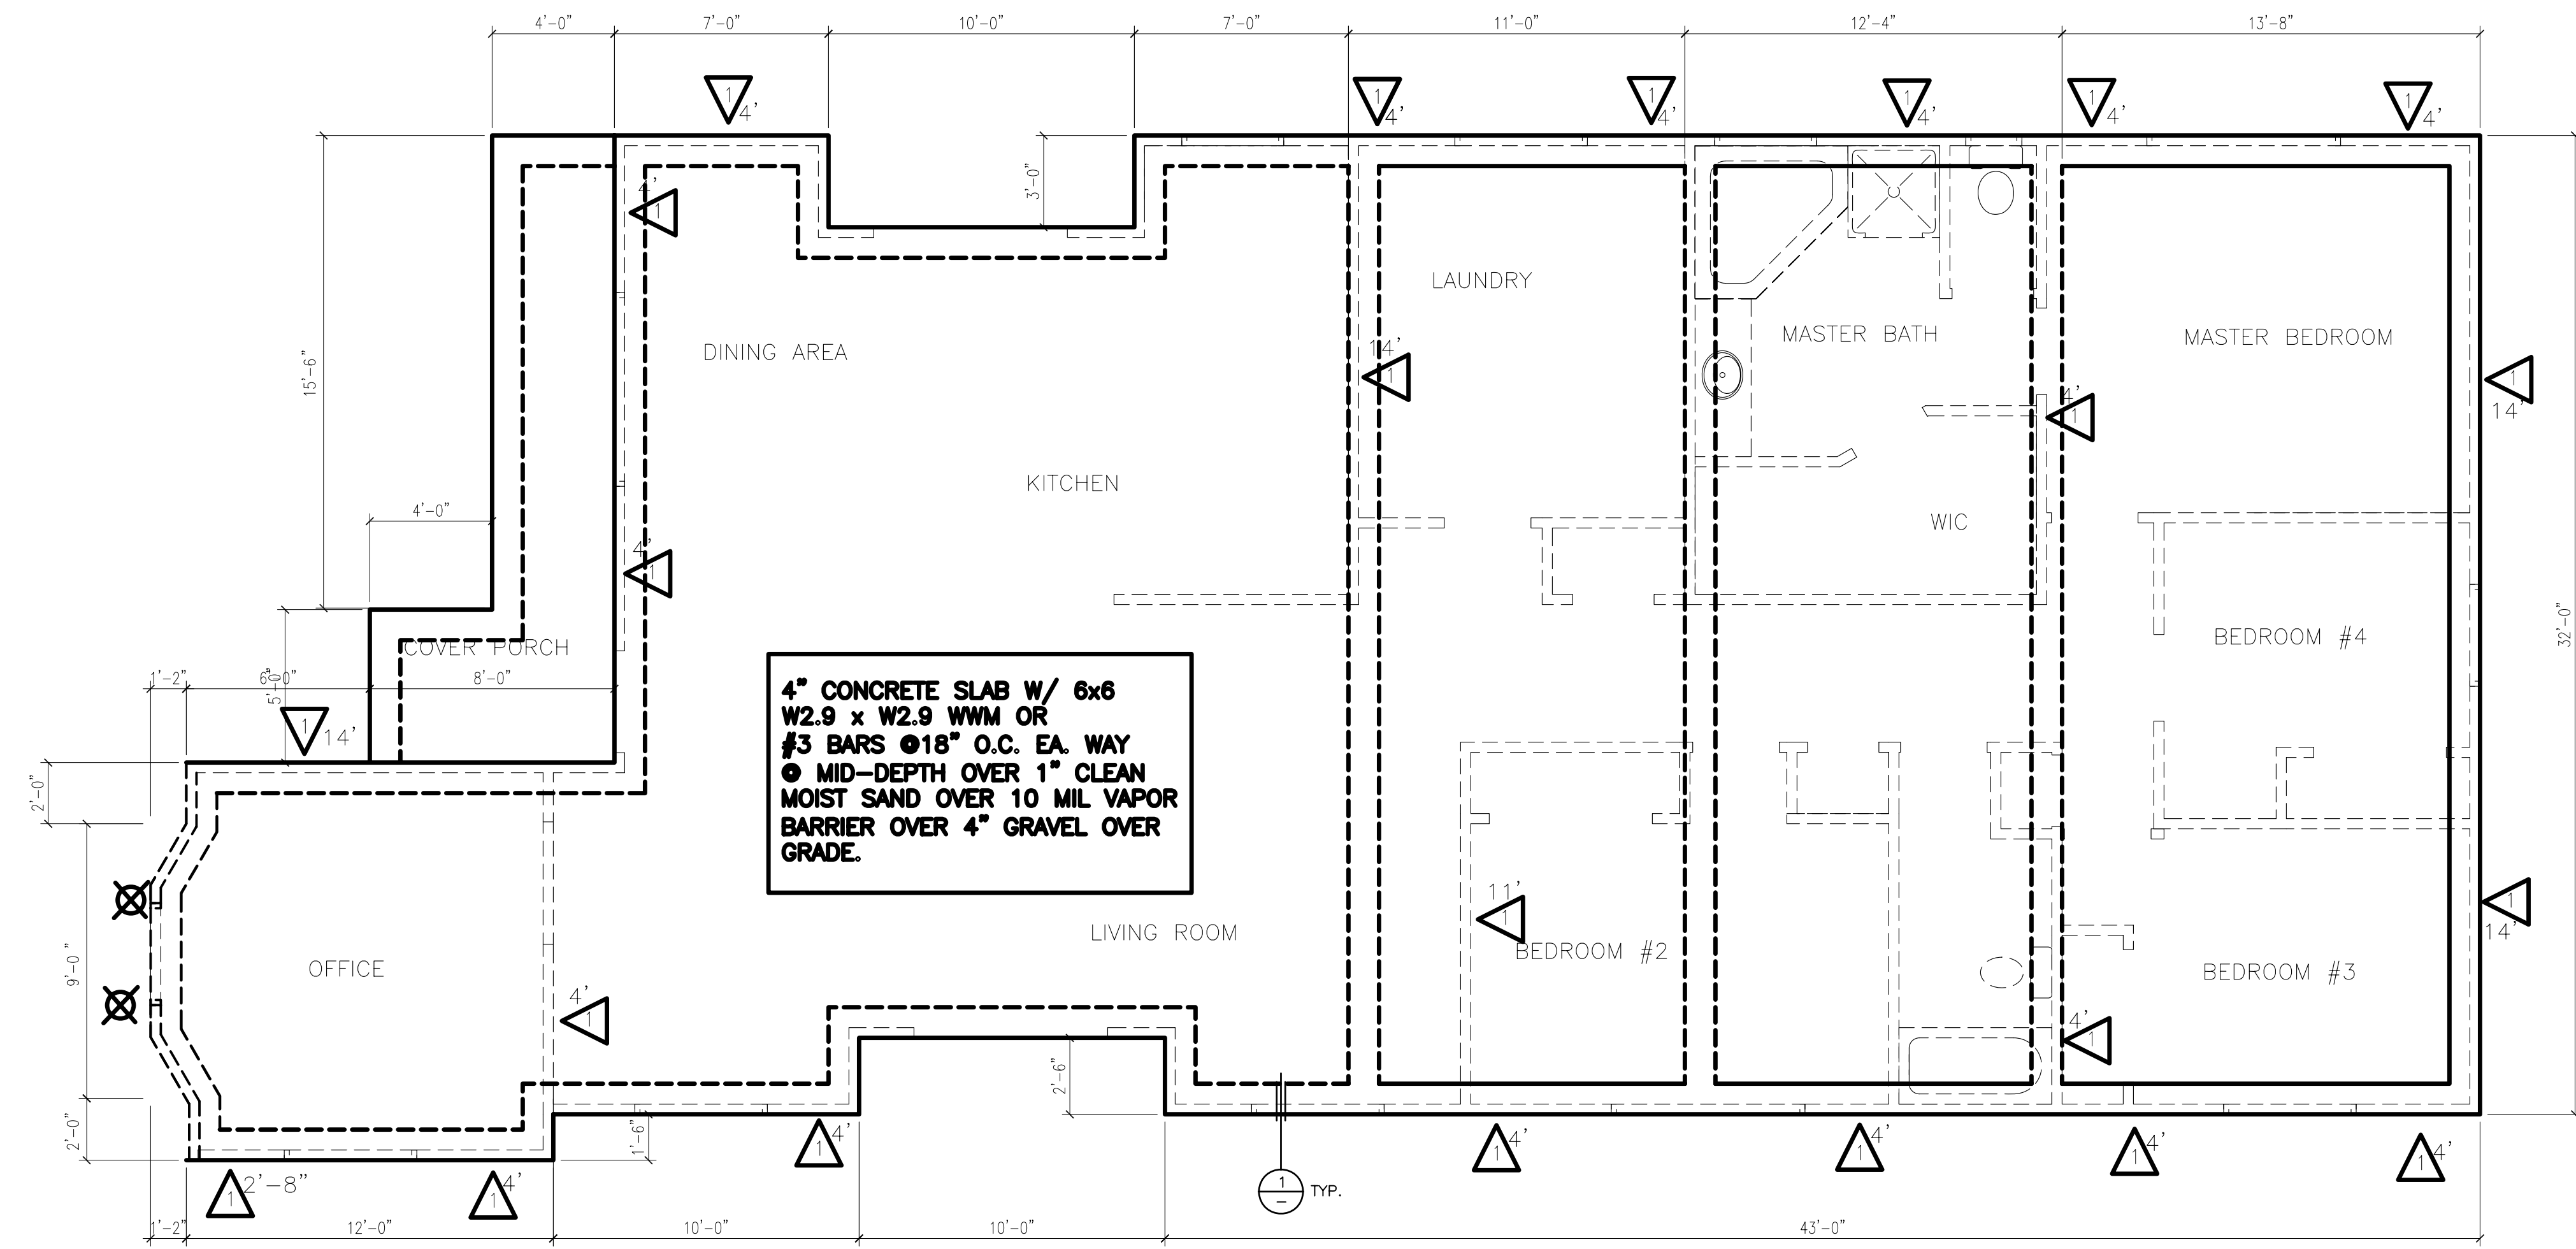 4'-0" 7'-0" 10'-0" 7'-0" 11'-0" 12'-4" 13'-8"
1 4' 1 4' 1 4' 1 4' 1 4' 1 4'
3'-0"
4'
1
LAUNDRY
MASTER BATH
MASTER BEDROOM
14'
1
DINING AREA
15'-6"
1
14'
4'
1
KITCHEN
4'-0"
WIC
4'
1
32'-0"
BEDROOM #4
COVER PORCH
1'-2" 6'-0" 8'-0"
5'-0"
1 14'
4" CONCRETE SLAB W/ 6x6
W2.9 x W2.9 WWM OR
#3 BARS @18" O.C. EA. WAY
@ MID-DEPTH OVER 1" CLEAN
MOIST SAND OVER 10 MIL VAPOR
BARRIER OVER 4" GRAVEL OVER
GRADE.
2'-0"
11'
1
1
14'
LIVING ROOM
BEDROOM #2
OFFICE
BEDROOM #3
9'-0"
4'
1
4'
1
2'-6"
2'-0"
1'-6"
1 4' 1 4' 1 4' 1 4' 1 4'
1 2'-8" 1 4'
1
–
TYP.
1'-2" 12'-0" 10'-0" 10'-0" 43'-0"